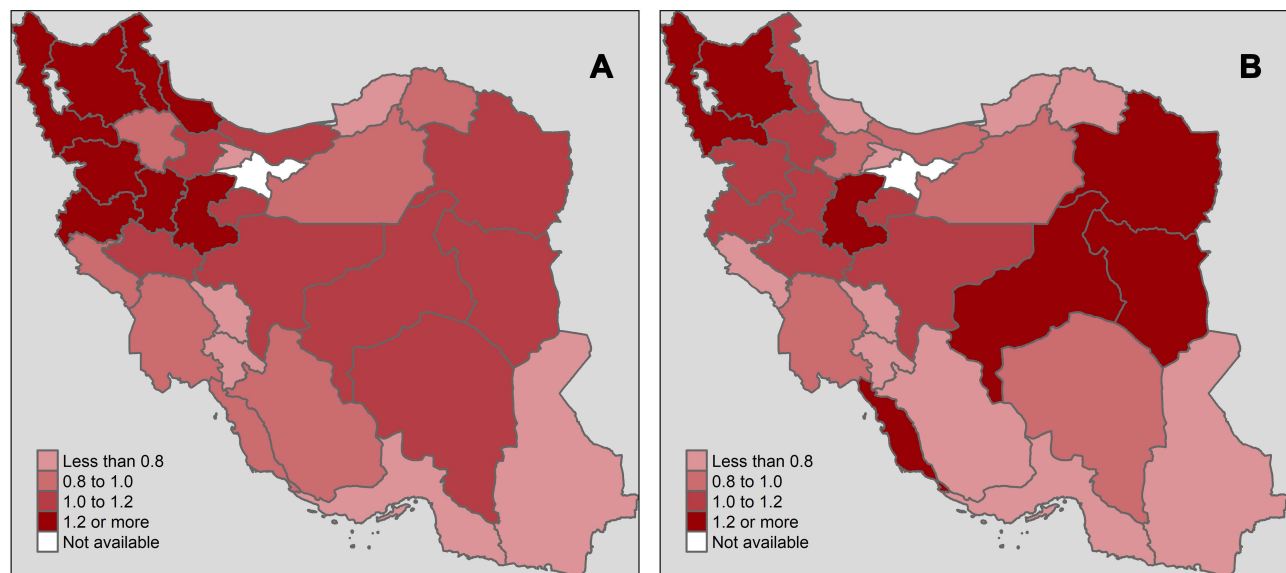 A
Less than 0.8
0.8 to 1.0
1.0 to 1.2
1.2 or more
Not available
B
Less than 0.8
0.8 to 1.0
1.0 to 1.2
1.2 or more
Not available